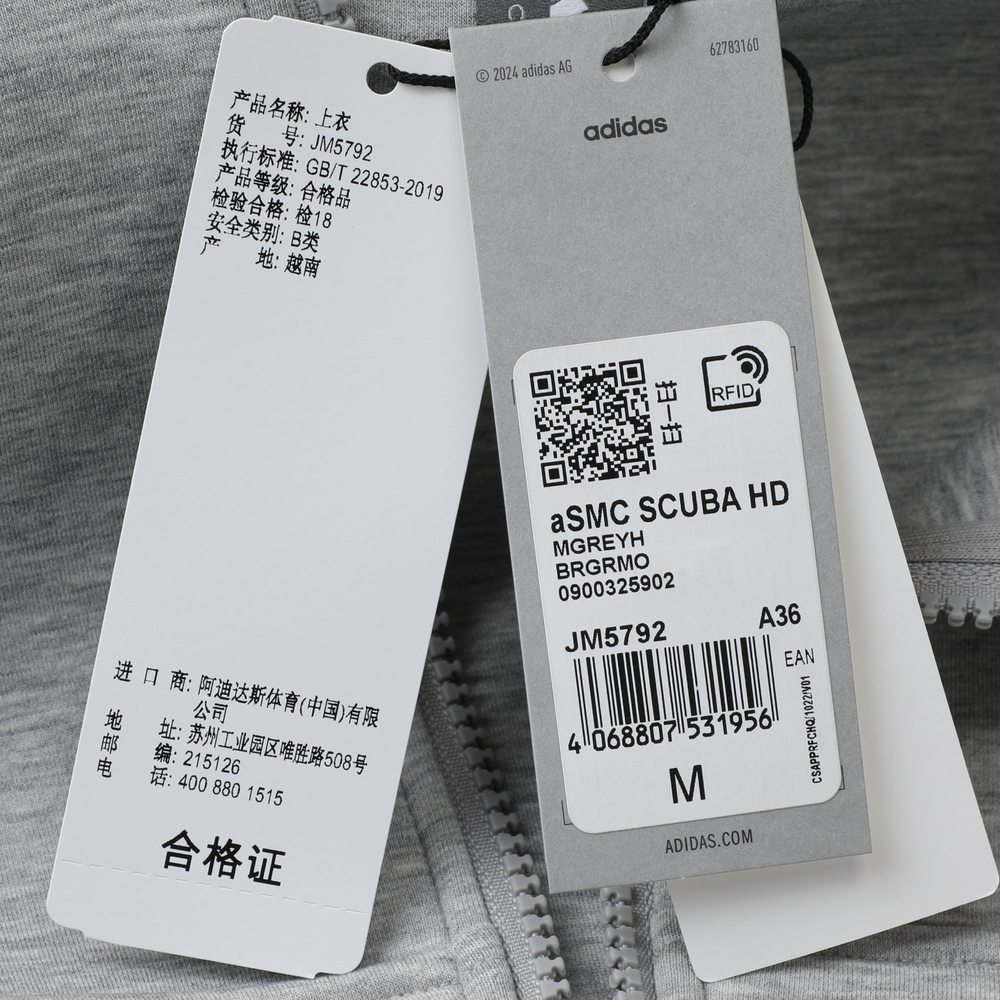 产品名称: 上衣
货 号: JM5792
执行标准: GB/T 22853-2019
产品等级: 合格品
检验合格: 检18
安全类别: B类
产 地: 越南
进 口 商: 阿迪达斯体育(中国)有限
公司
地 址: 苏州工业园区唯胜路508号
邮 编: 215126
电 话: 400 880 1515
合格证
© 2024 adidas AG
62783160
adidas
扫一扫
RFID
aSMC SCUBA HD
MGREYH
BRGRMO
0900325902
JM5792
A36
EAN
4 068807 531956
CSAPPRFCHQ/1022/V01
M
ADIDAS.COM